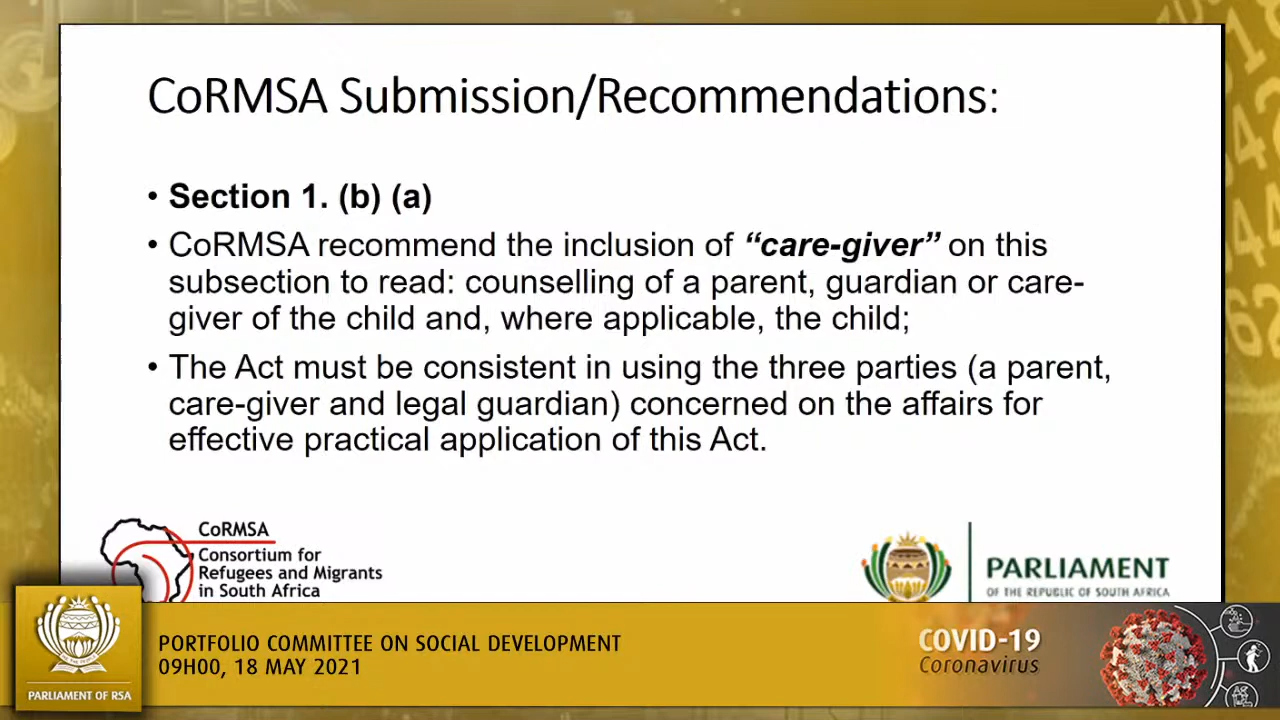 CoRMSA Submission/Recommendations:
• Section 1. (b) (a)
• CoRMSA recommend the inclusion of “care-giver” on this
subsection to read: counselling of a parent, guardian or care-
giver of the child and, where applicable, the child;
• The Act must be consistent in using the three parties (a parent,
care-giver and legal guardian) concerned on the affairs for
effective practical application of this Act.
CoRMSA
Consortium for
Refugees and Migrants
in South Africa
PARLIAMENT
OF THE REPUBLIC OF SOUTH AFRICA
PARLIAMENT OF RSA
PORTFOLIO COMMITTEE ON SOCIAL DEVELOPMENT
09H00, 18 MAY 2021
COVID-19
Coronavirus